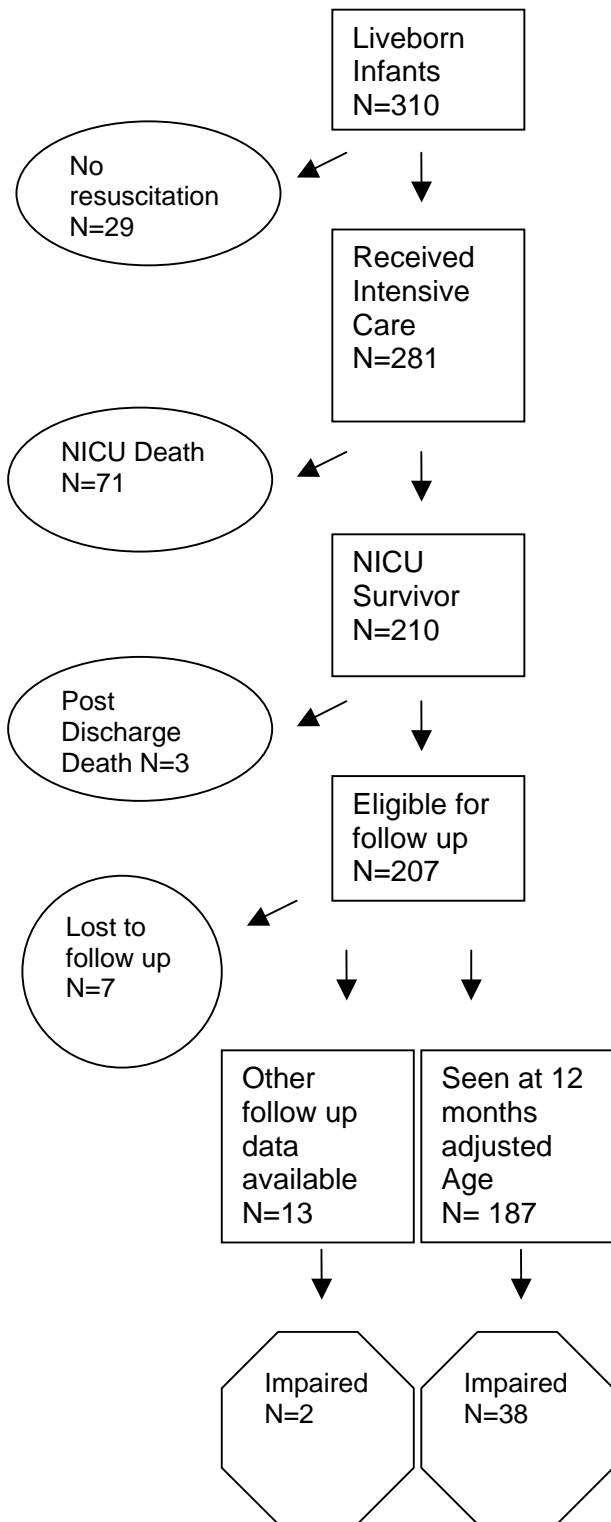 Liveborn
Infants
N=310
No
resuscitation
N=29
Received
Intensive
Care
N=281
NICU Death
N=71
NICU
Survivor
N=210
Post
Discharge
Death N=3
Eligible for
follow up
N=207
Lost to
follow up
N=7
Other
follow up
data
available
N=13
Seen at 12
months
adjusted
Age
N= 187
Impaired
N=2
Impaired
N=38